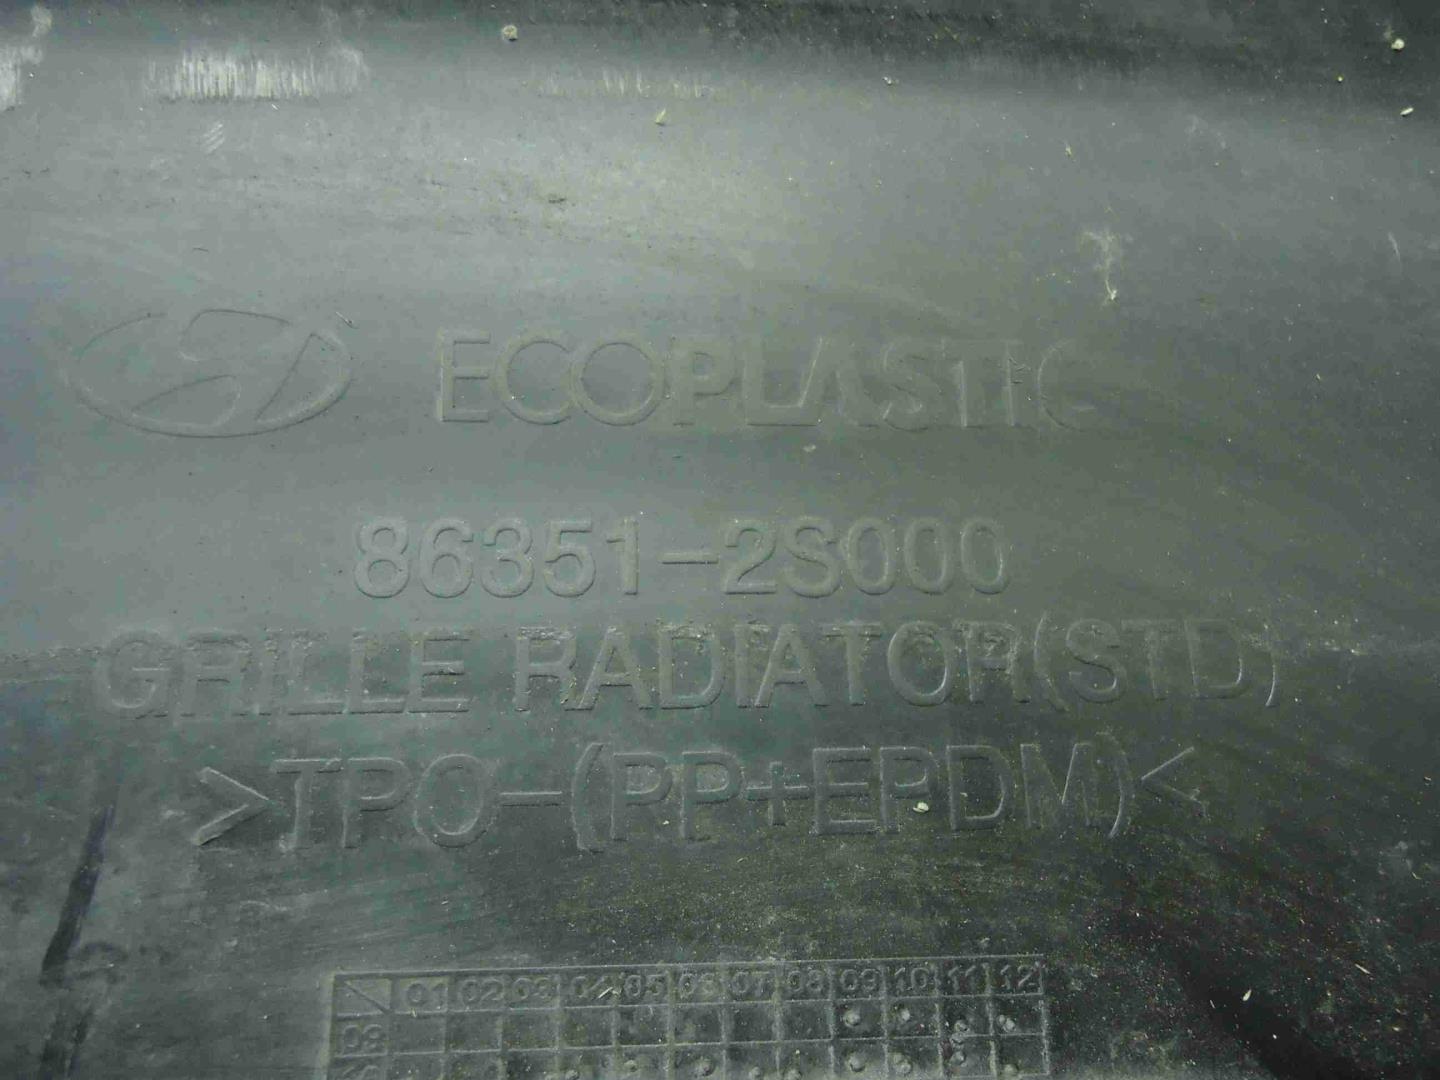 ECOPLASTIC
86351-2S000
GRILLE RADIATOR(STD)
>TPO-(PP+EPDM)<
01 02 03 04 05 06 07 08 09 10 11 12